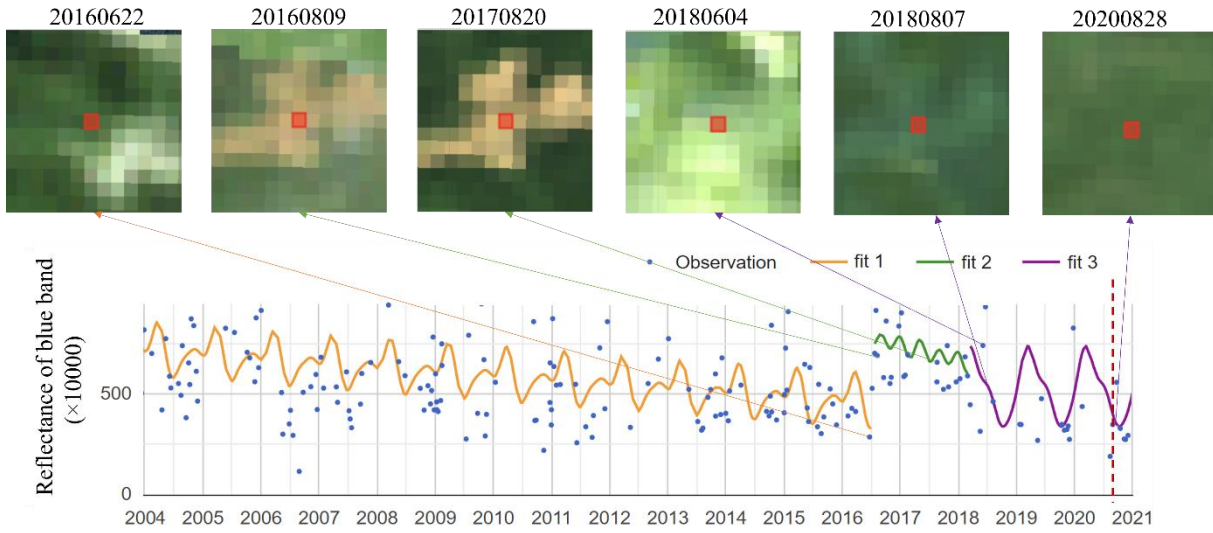 20160622 20160809 20170820 20180604 20180807 20200828
Observation fit 1 fit 2 fit 3
Reflectance of blue band
(×10000)
500
0
2004 2005 2006 2007 2008 2009 2010 2011 2012 2013 2014 2015 2016 2017 2018 2019 2020 2021